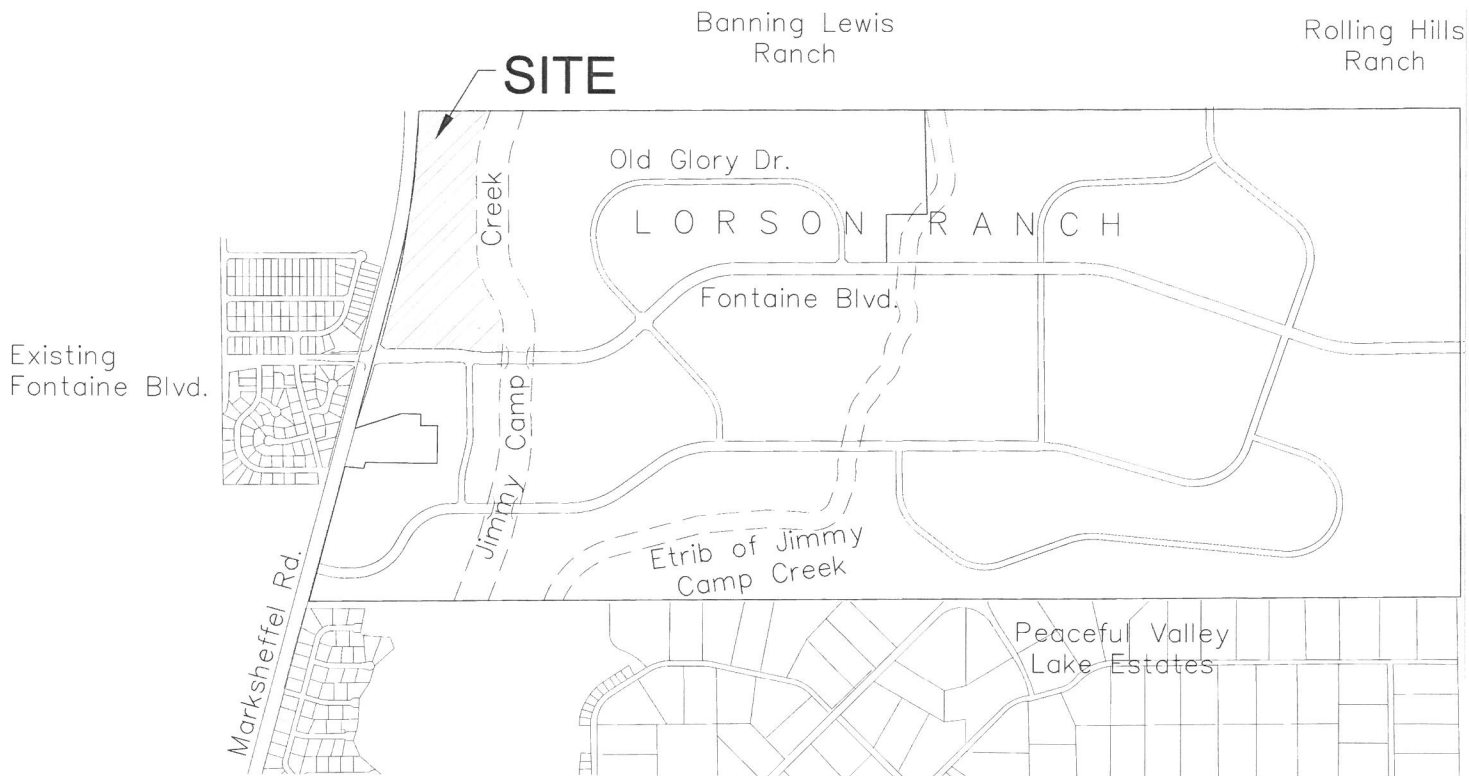 Banning Lewis
Ranch
Rolling Hills
Ranch
SITE
Old Glory Dr.
Creek
LORSON RANCH
Fontaine Blvd.
Existing
Fontaine Blvd.
Jimmy Camp
Etrib of Jimmy
Camp Creek
Marksheffel Rd.
Peaceful Valley
Lake Estates